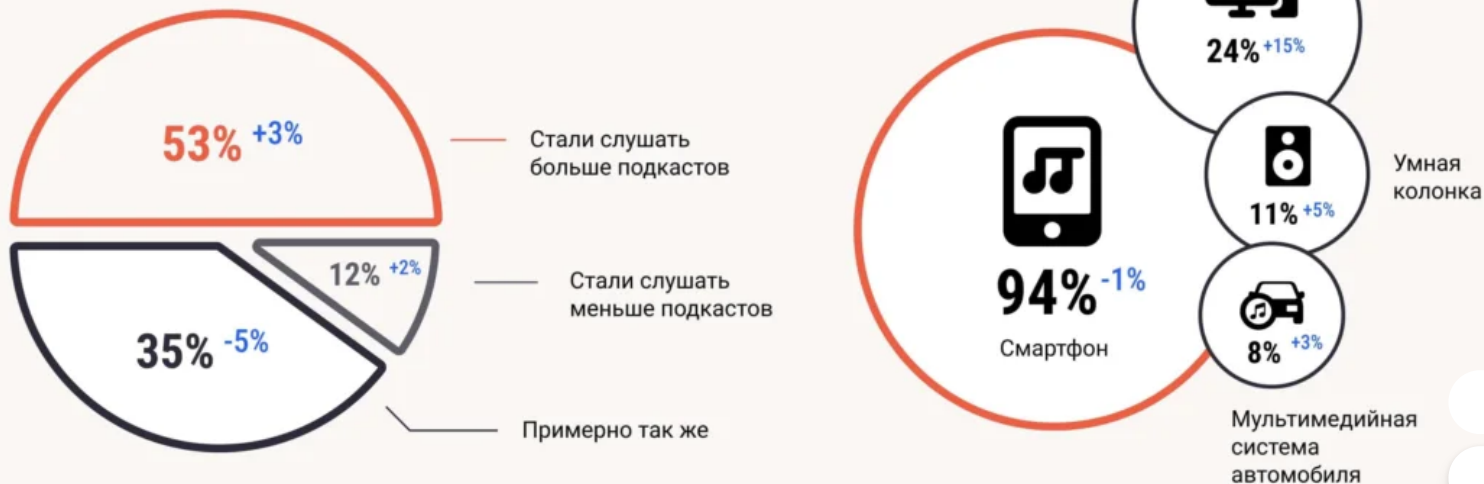 53% +3%
Стали слушать
больше подкастов
12% +2%
Стали слушать
меньше подкастов
35% -5%
Примерно так же
24% +15%
94% -1%
Смартфон
11% +5%
Умная
колонка
8% +3%
Мультимедийная
система
автомобиля